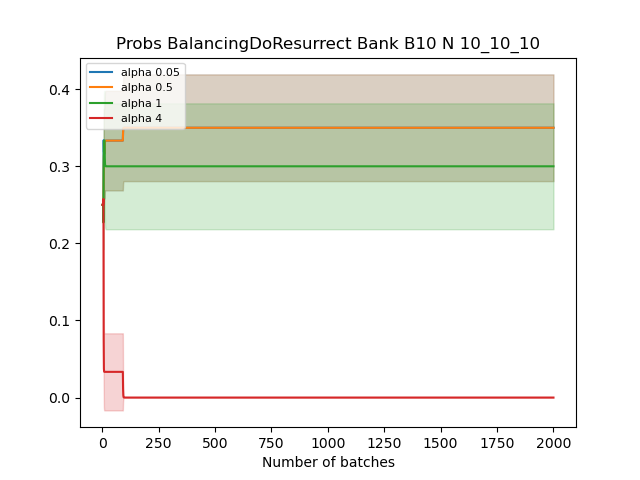 Probs BalancingDoResurrect Bank B10 N 10_10_10
alpha 0.05
alpha 0.5
alpha 1
alpha 4
0.4
0.3
0.2
0.1
0.0
0 250 500 750 1000 1250 1500 1750 2000
Number of batches